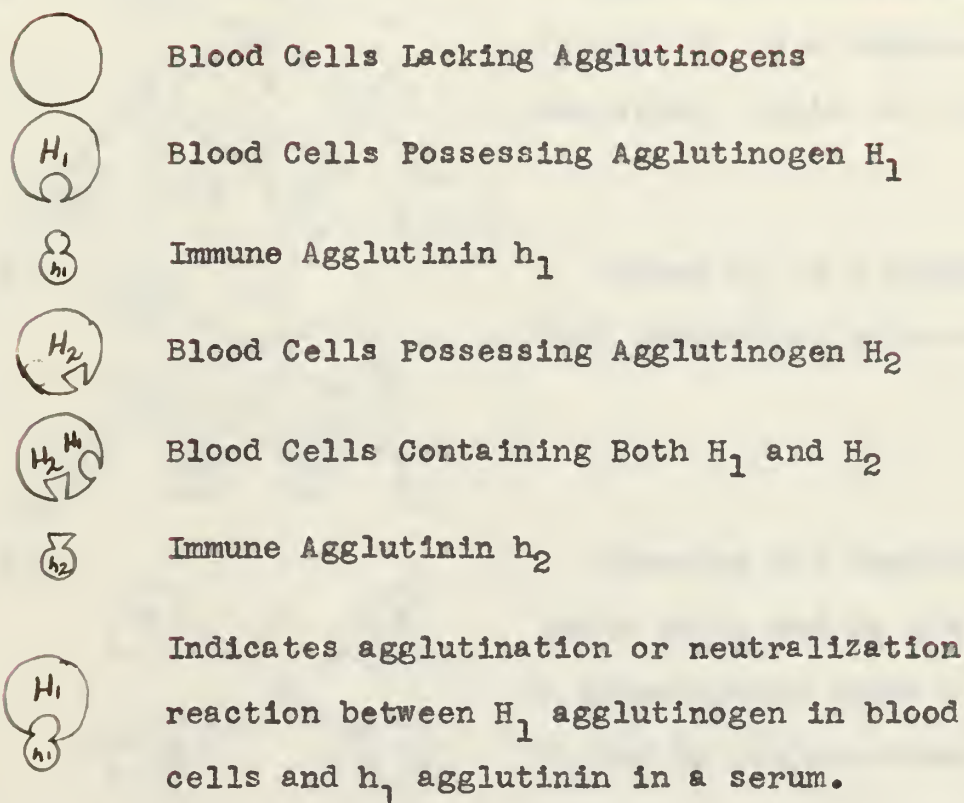 Blood Cells Lacking Agglutinogens
H₁
Blood Cells Possessing Agglutinogen H₁
h₁
Immune Agglutinin h₁
H₂
Blood Cells Possessing Agglutinogen H₂
H₂ H₁
Blood Cells Containing Both H₁ and H₂
h₂
Immune Agglutinin h₂
Indicates agglutination or neutralization
H₁
reaction between H₁ agglutinogen in blood
h₁
cells and h₁ agglutinin in a serum.